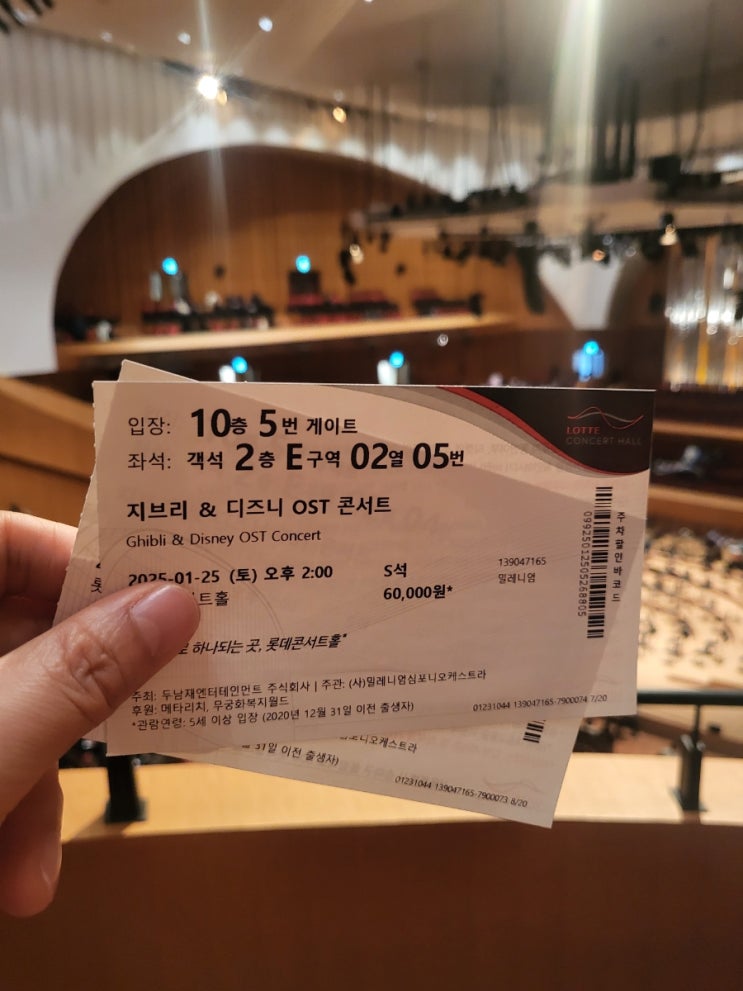 입장: 10층 5번 게이트
좌석: 객석 2층 E구역 02열 05번
LOTTE
CONCERT HALL
지브리 & 디즈니 OST 콘서트
Ghibli & Disney OST Concert
2025-01-25 (토) 오후 2:00
S석
139047165
트홀
60,000원*
밀레니엄
하나되는 곳, 롯데콘서트홀*
주최: 두남재엔터테인먼트 주식회사 | 주관: (사)밀레니엄심포니오케스트라
후원: 메타리치, 무궁화복지월드
*관람연령: 5세 이상 입장 (2020년 12월 31일 이전 출생자)
01231044 139047165-7900074 7/20
주차할인바코드
09925012505268805
오케스트라
31일 이전 출생자)
01231044 139047165-7900073 8/20